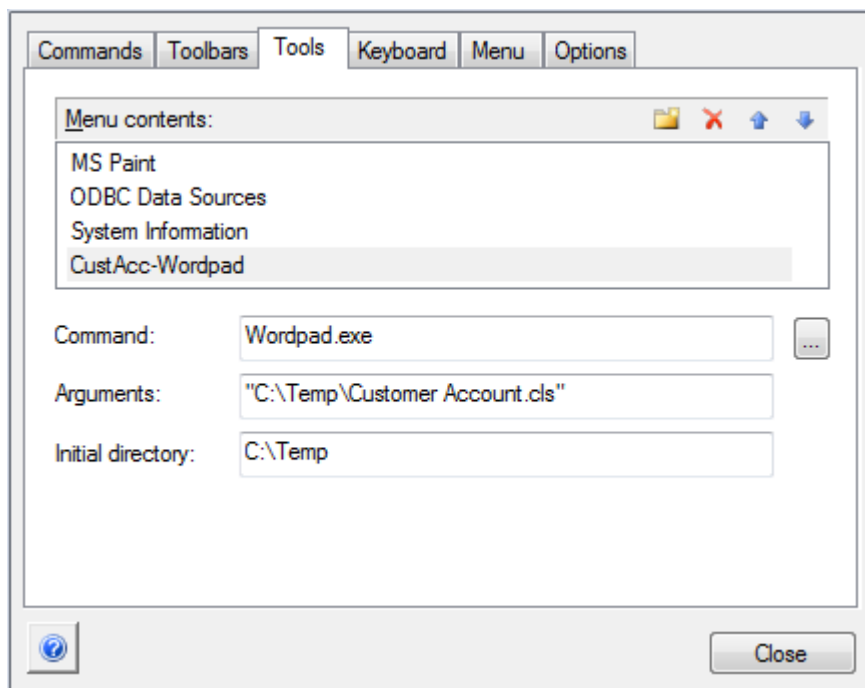 Commands Toolbars Tools Keyboard Menu Options
Menu contents:
MS Paint
ODBC Data Sources
System Information
CustAcc-Wordpad
Command: Wordpad.exe ...
Arguments: "C:\Temp\Customer Account.cls"
Initial directory: C:\Temp
? Close